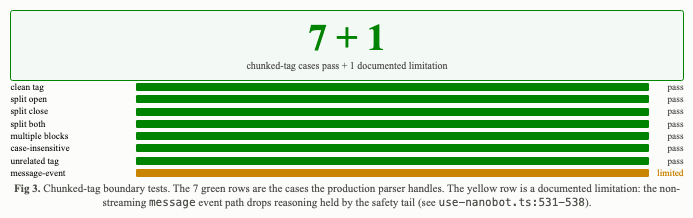 7 + 1
chunked-tag cases pass + 1 documented limitation
clean tag pass
split open pass
split close pass
split both pass
multiple blocks pass
case-insensitive pass
unrelated tag pass
message-event limited
Fig 3. Chunked-tag boundary tests. The 7 green rows are the cases the production parser handles. The yellow row is a documented limitation: the non-
streaming message event path drops reasoning held by the safety tail (see use-nanobot.ts:531-538).